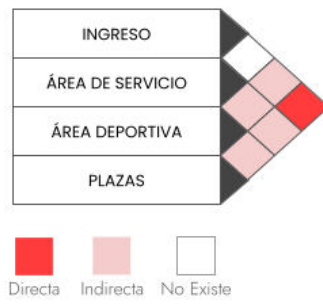 INGRESO
ÁREA DE SERVICIO
ÁREA DEPORTIVA
PLAZAS
Directa Indirecta No Existe